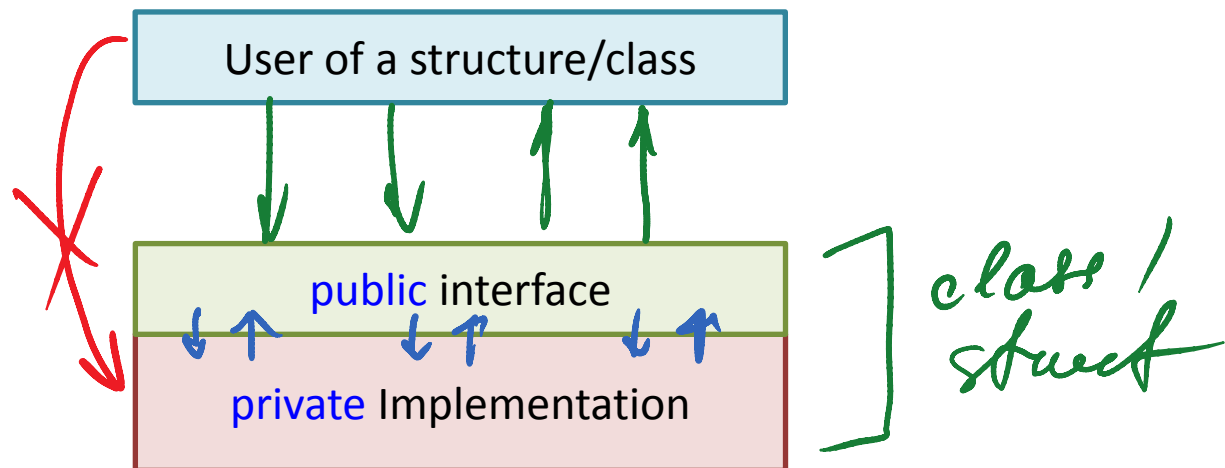 User of a structure/class
public interface
private Implementation
class /
struct